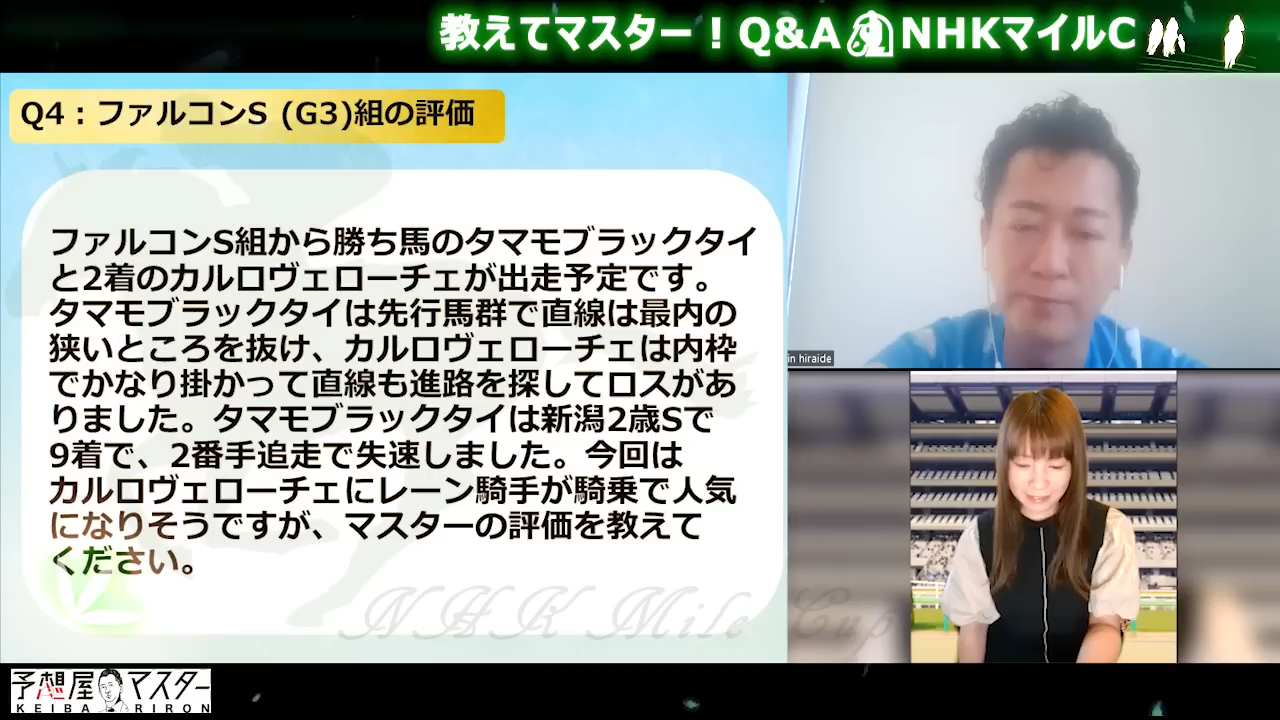 教えてマスター！Q&A NHKマイルC
Q4：ファルコンS (G3)組の評価
ファルコンS組から勝ち馬のタマモブラックタイ
と2着のカルロヴェローチェが出走予定です。
タマモブラックタイは先行馬群で直線は最内の
狭いところを抜け、カルロヴェローチェは内枠
でかなり掛かって直線も進路を探してロスがあ
りました。タマモブラックタイは新潟2歳Sで
9着で、2番手追走で失速しました。今回は
カルロヴェローチェにレーン騎手が騎乗で人気
になりそうですが、マスターの評価を教えて
ください。
NHK Mile Cup
in hiraide
予想屋マスター
KEIBA RIRON